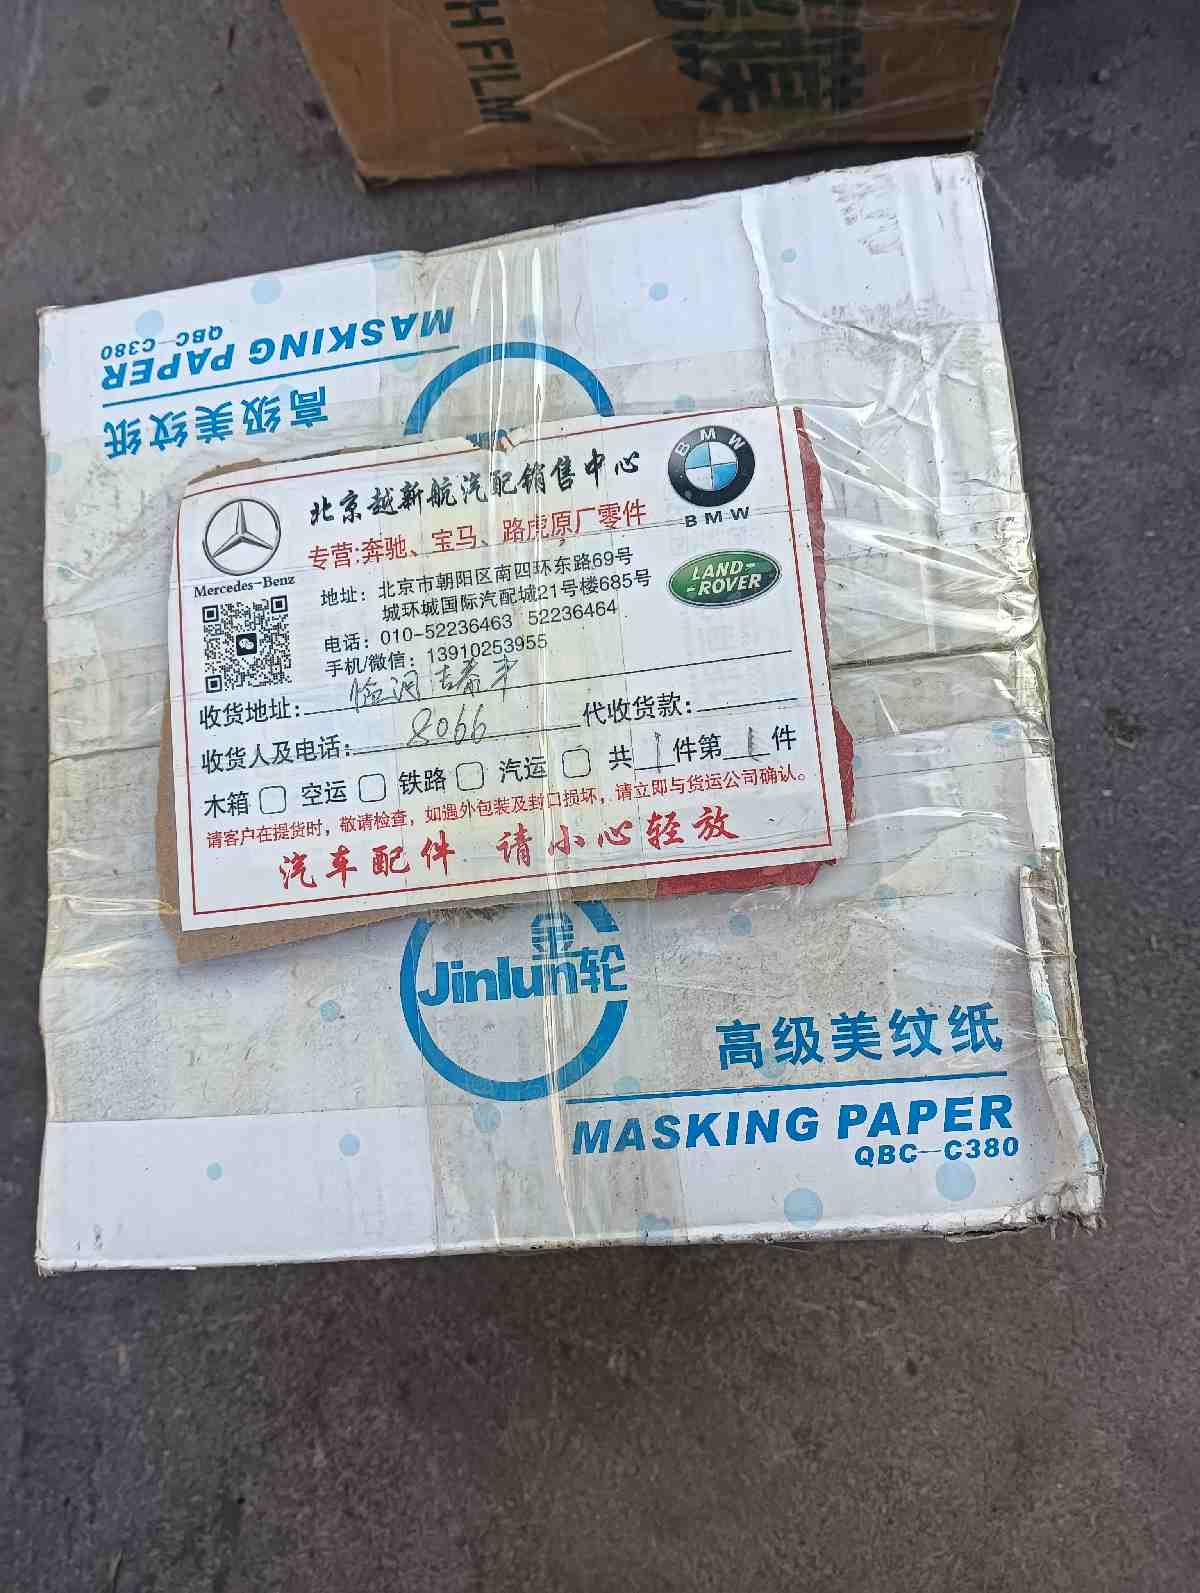 H FILM
膜
MASKING PAPER
QBC-C380
高级美纹纸
北京越新航汽配销售中心
BMW
BMW
专营:奔驰、宝马、路虎原厂零件
Mercedes-Benz
LAND-
-ROVER
地址：北京市朝阳区南四环东路69号
城环城国际汽配城21号楼685号
电话：010-52236463 52236464
手机/微信：13910253955
收货地址：
收货人及电话：8066
代收货款：
木箱 空运 铁路 汽运 共1件第1件
请客户在提货时，敬请检查，如遇外包装及封口损坏，请立即与货运公司确认。
汽车配件 请小心轻放
金
Jinlun轮
高级美纹纸
MASKING PAPER
QBC-C380